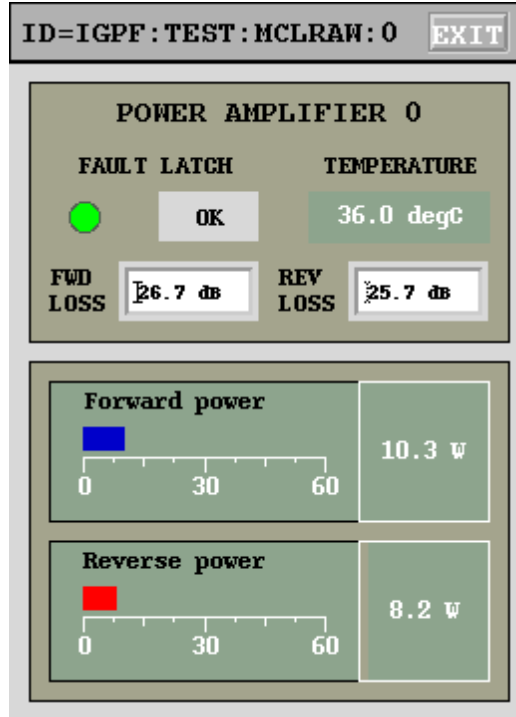 ID=IGPF:TEST:MCLRAW:0 EXIT
POWER AMPLIFIER 0
FAULT LATCH TEMPERATURE
OK 36.0 degC
FWD LOSS 26.7 dB REV LOSS 25.7 dB
Forward power
10.3 W
0 30 60
Reverse power
8.2 W
0 30 60